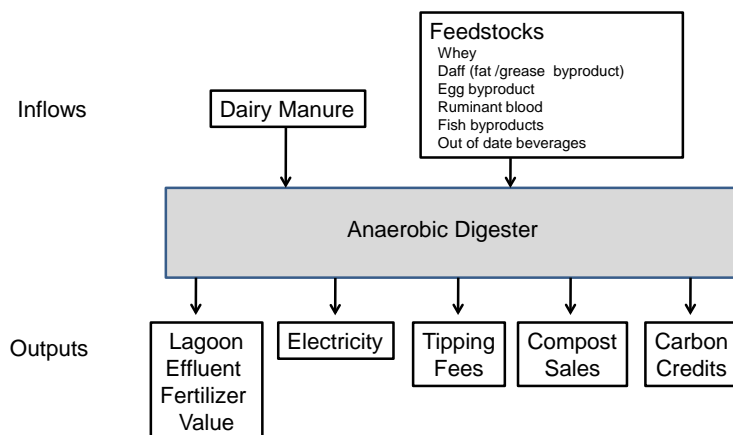 Feedstocks
Whey
Daff (fat /grease byproduct)
Egg byproduct
Ruminant blood
Fish byproducts
Out of date beverages
Inflows
Dairy Manure
Anaerobic Digester
Outputs
Lagoon
Effluent
Fertilizer
Value
Electricity
Tipping
Fees
Compost
Sales
Carbon
Credits